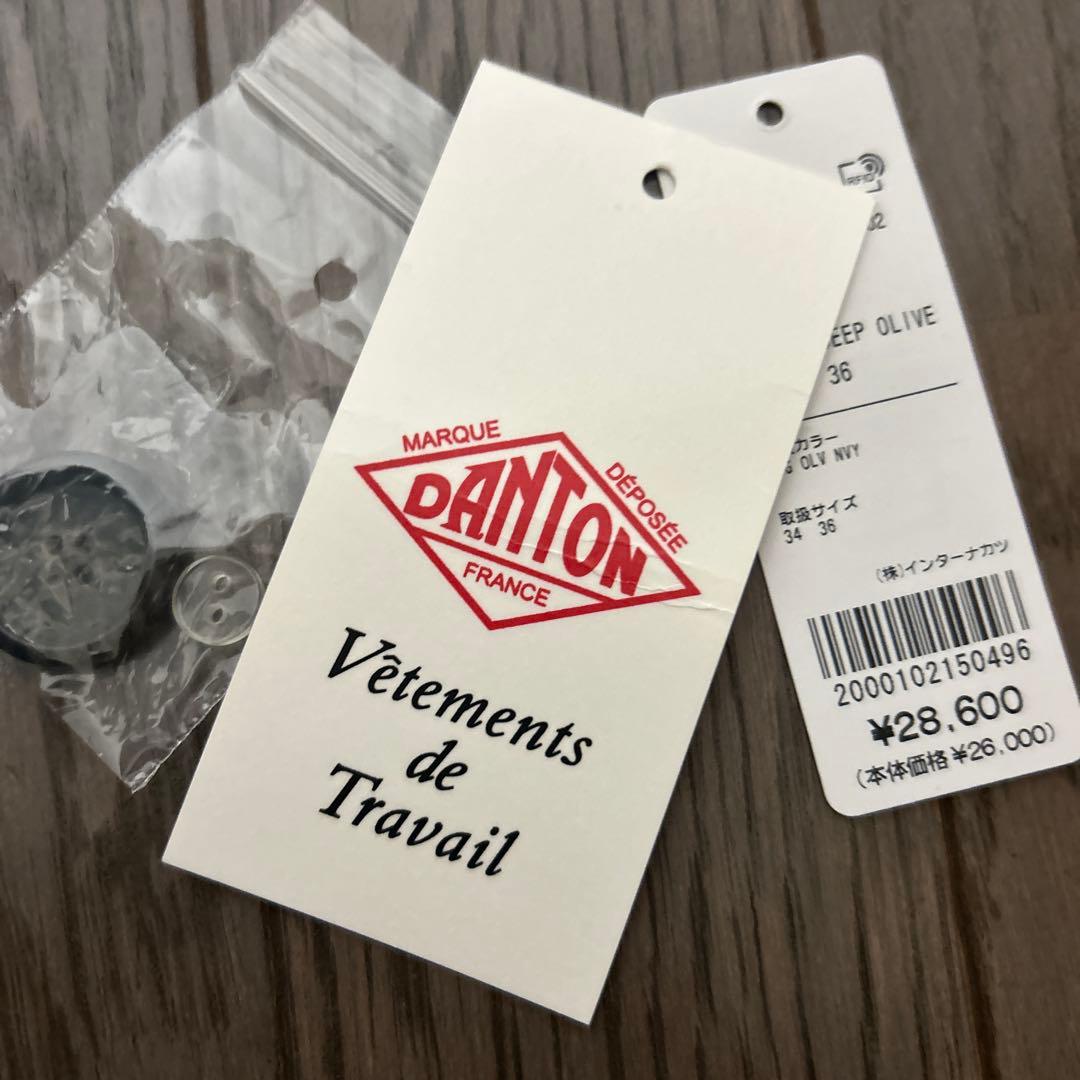 MARQUE
DÉPOSÉE
DANTON
FRANCE
Vêtements
de
Travail
RFID
02
EEP OLIVE
36
カラー
G OLV NVY
取扱サイズ
34 36
(株)インターナカツ
2000102150496
¥28,600
(本体価格¥26,000)